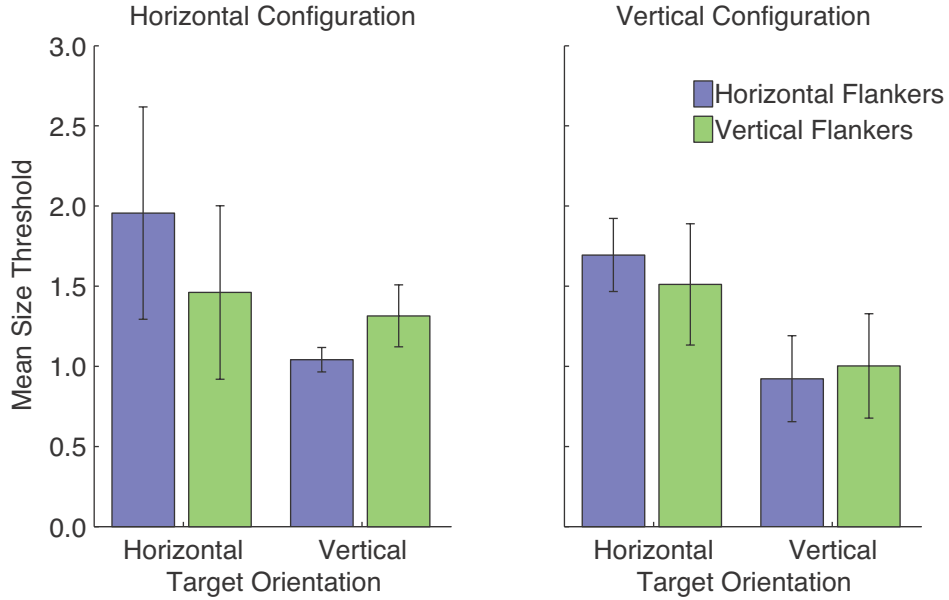 Horizontal Configuration
Vertical Configuration
Mean Size Threshold
3.0
2.5
2.0
1.5
1.0
0.5
0.0
Horizontal Flankers
Vertical Flankers
Horizontal Vertical
Target Orientation
Horizontal Vertical
Target Orientation